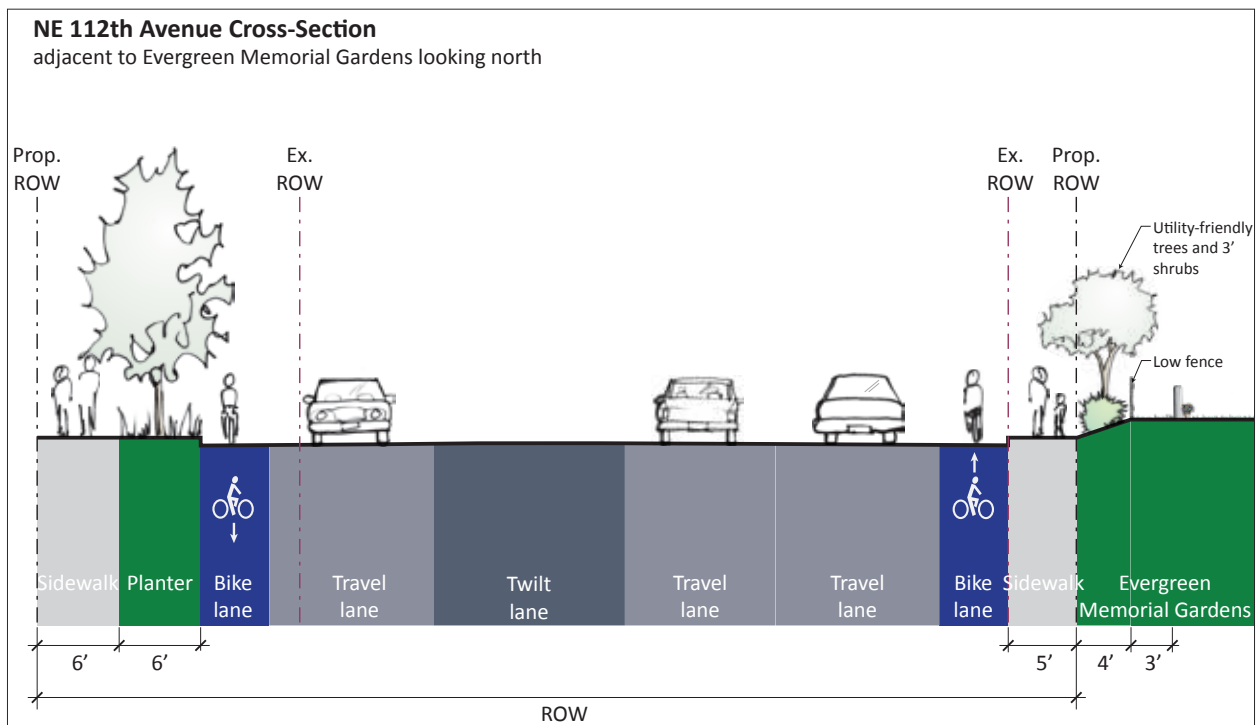 NE 112th Avenue Cross-Section
adjacent to Evergreen Memorial Gardens looking north
Prop.
ROW
Ex.
ROW
Ex.
ROW
Prop.
ROW
Utility-friendly
trees and 3’
shrubs
Low fence
Sidewalk
Planter
Bike
lane
Travel
lane
Twilt
lane
Travel
lane
Travel
lane
Bike
lane
Sidewalk
Evergreen
Memorial Gardens
6’
6’
5’
4’
3’
ROW